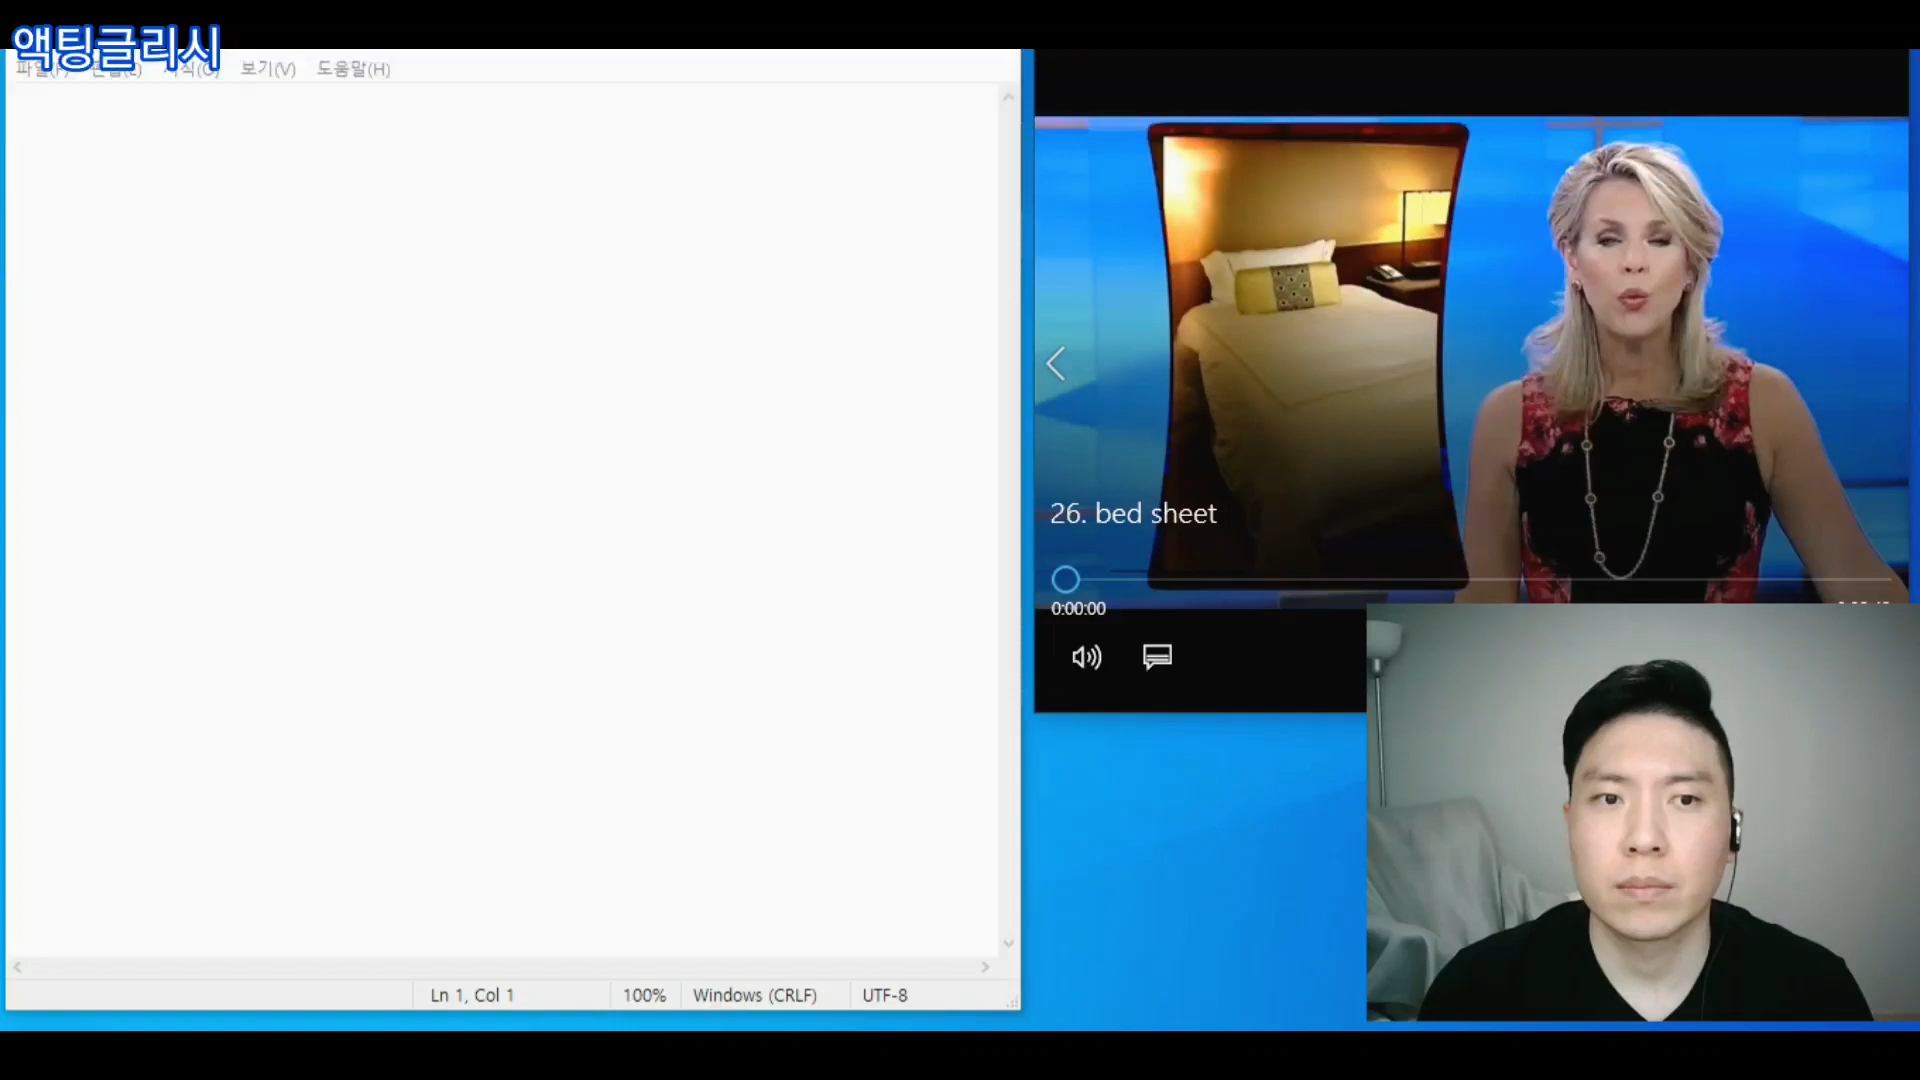 액팅글리시
보기(V) 도움말(H)
26. bed sheet
0:00:00
Ln 1, Col 1 100% Windows (CRLF) UTF-8